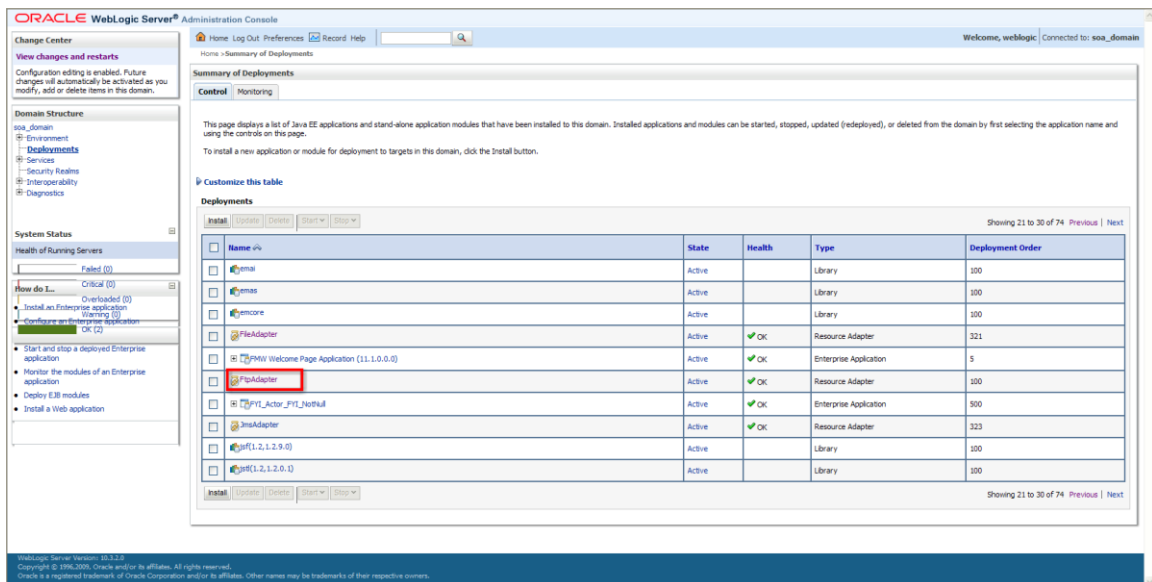 ORACLE WebLogic Server® Administration Console
Change Center
View changes and restarts
Configuration editing is enabled. Future
changes will automatically be activated as you
modify, add or delete items in this domain.
Domain Structure
soa_domain
Environment
Deployments
Services
Security Realms
Interoperability
Diagnostics
System Status
Health of Running Servers
Failed (0)
Critical (0)
Overloaded (0)
Warning (0)
OK (2)
How do I...
Install an Enterprise application
Configure an Enterprise application
Start and stop a deployed Enterprise
application
Monitor the modules of an Enterprise
application
Deploy EJB modules
Install a Web application
Home Log Out Preferences Record Help
Welcome, weblogic Connected to: soa_domain
Home >Summary of Deployments
Summary of Deployments
Control Monitoring
This page displays a list of Java EE applications and stand-alone application modules that have been installed to this domain. Installed applications and modules can be started, stopped, updated (redeployed), or deleted from the domain by first selecting the application name and
using the controls on this page.
To install a new application or module for deployment to targets in this domain, click the Install button.
Customize this table
Deployments
Install Update Delete Start Stop
Showing 21 to 30 of 74 Previous | Next
Name State Health Type Deployment Order
emai Active Library 100
emas Active Library 100
emcore Active Library 100
FileAdapter Active OK Resource Adapter 321
FMW Welcome Page Application (11.1.0.0.0) Active OK Enterprise Application 5
FtpAdapter Active OK Resource Adapter 100
FYI_Actor_FYI_NotNull Active OK Enterprise Application 500
JmsAdapter Active OK Resource Adapter 323
jsf(1.2,1.2.9.0) Active Library 100
jstl(1.2,1.2.0.1) Active Library 100
Install Update Delete Start Stop
Showing 21 to 30 of 74 Previous | Next
WebLogic Server Version: 10.3.2.0
Copyright © 1996,2009, Oracle and/or its affiliates. All rights reserved.
Oracle is a registered trademark of Oracle Corporation and/or its affiliates. Other names may be trademarks of their respective owners.